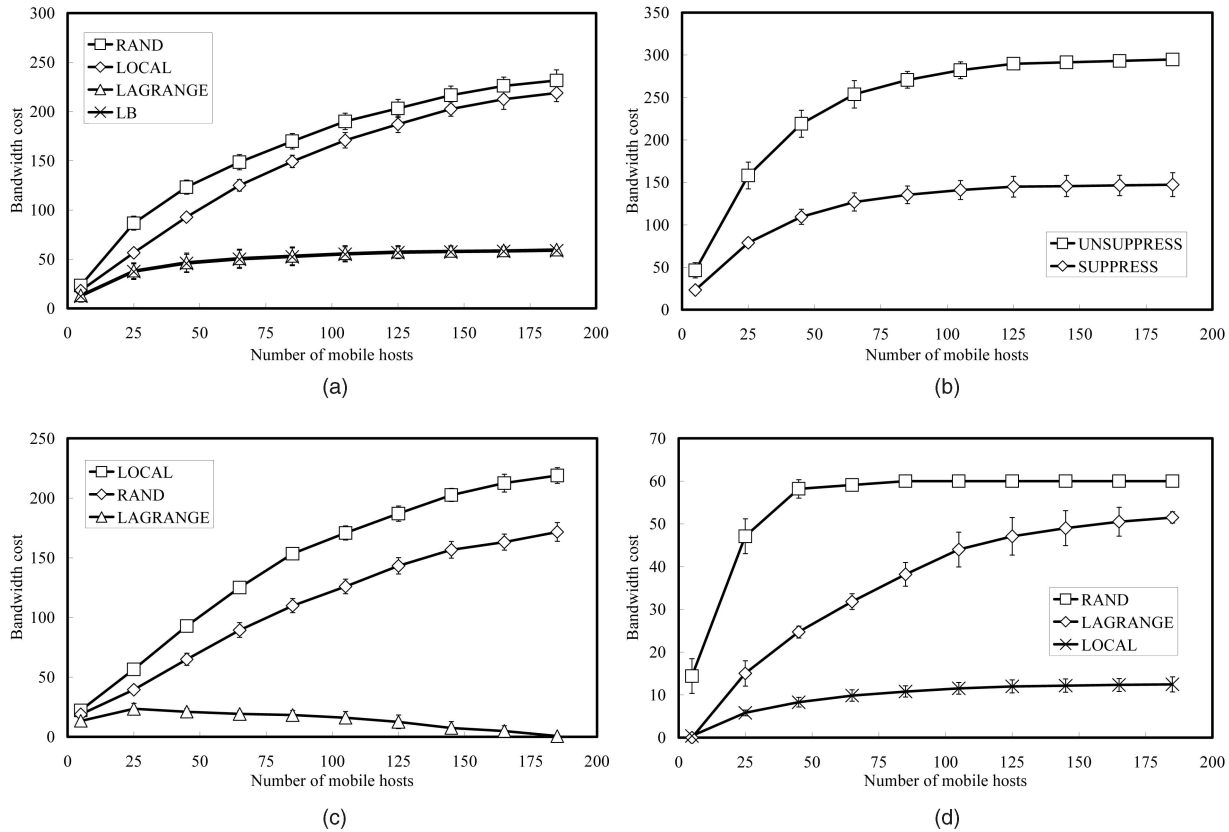 300
250
200
150
100
50
0
Bandwidth cost
RAND
LOCAL
LAGRANGE
LB
0 25 50 75 100 125 150 175 200
Number of mobile hosts
(a)
350
300
250
200
150
100
50
0
Bandwidth cost
UNSUPPRESS
SUPPRESS
0 25 50 75 100 125 150 175 200
Number of mobile hosts
(b)
250
200
150
100
50
0
Bandwidth cost
LOCAL
RAND
LAGRANGE
0 25 50 75 100 125 150 175 200
Number of mobile hosts
(c)
70
60
50
40
30
20
10
0
Bandwidth cost
RAND
LAGRANGE
LOCAL
0 25 50 75 100 125 150 175 200
Number of mobile hosts
(d)